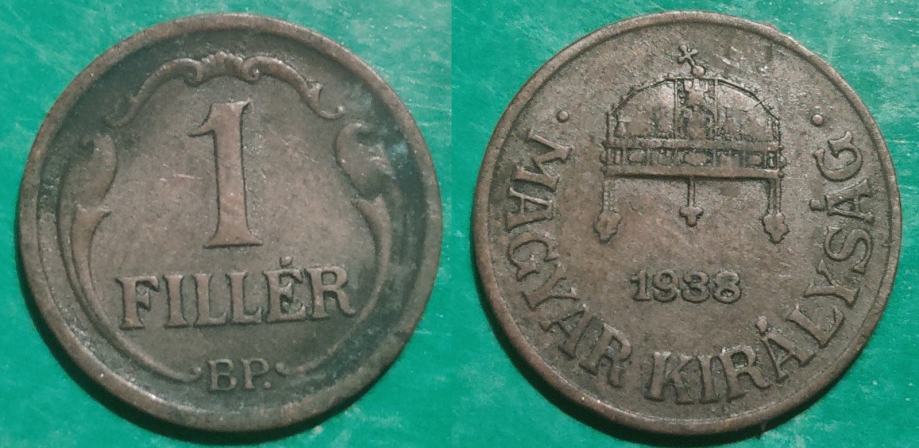 1
FILLÉR
·BP.·
· MAGYAR KIRÁLYSÁG ·
1938